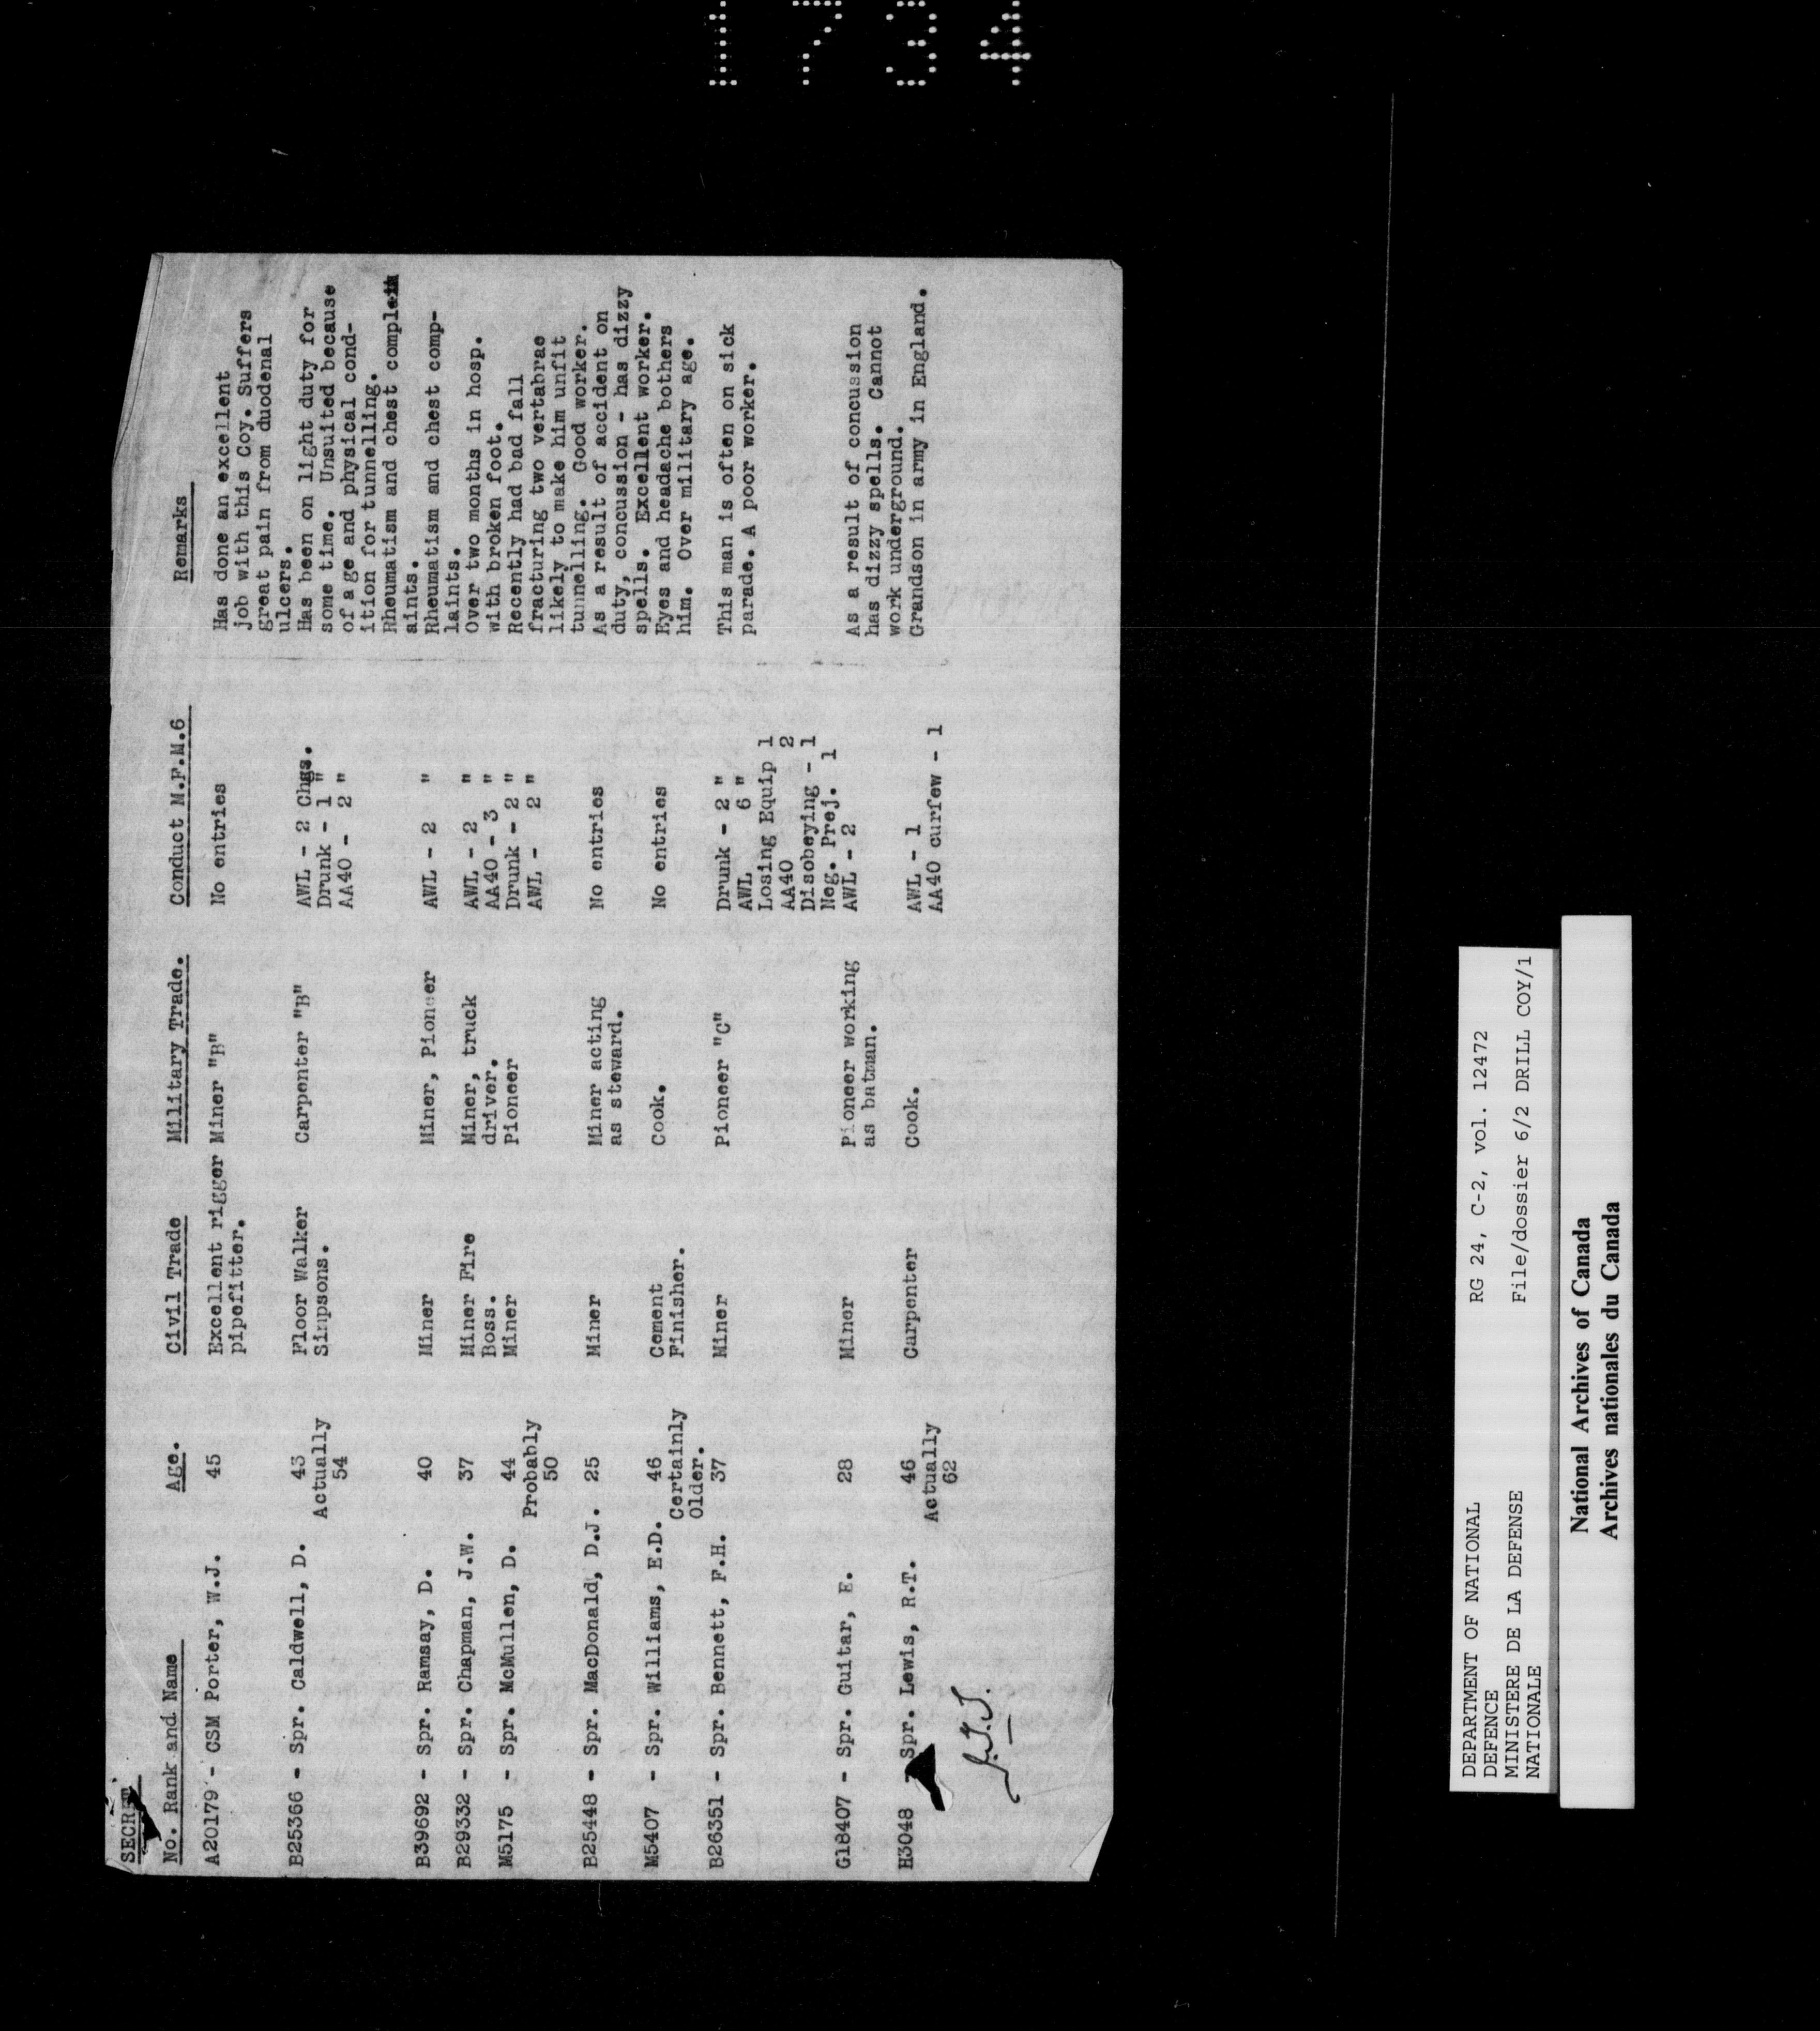 1734
SECRET
No. Rank and Name Age. Civil Trade Military Trade. Conduct M.F.M.6 Remarks
A20179 - CSM Porter, W.J. 45 Excellent rigger Miner "B" No entries Has done an excellent
pipefitter. job with this Coy. Suffers
great pain from duodenal
ulcers.
B25366 - Spr. Caldwell, D. 43 Floor Walker Carpenter "B" AWL - 2 Chgs. Has been on light duty for
Actually Simpsons. Drunk - 1 " some time. Unsuited because
54 AA40 - 2 " of age and physical cond-
ition for tunnelling.
Rheumatism and chest compl
aints.
B39692 - Spr. Ramsay, D. 40 Miner Miner, Pioneer AWL - 2 " Rheumatism and chest comp-
laints.
B29332 - Spr. Chapman, J.W. 37 Miner Fire Miner, truck AWL - 2 " Over two months in hosp.
Boss. driver. AA40 - 3 " with broken foot.
M5175 - Spr. McMullen, D. 44 Miner Pioneer Drunk - 2 " Recently had bad fall
Probably AWL - 2 " fracturing two vertabrae
50 likely to make him unfit
tunnelling. Good worker.
B25448 - Spr. MacDonald, D.J. 25 Miner Miner acting No entries As a result of accident on
as steward. duty, concussion - has dizzy
spells. Excellent worker.
M5407 - Spr. Williams, E.D. 46 Cement Cook. No entries Eyes and headache bothers
Certainly Finisher. him. Over military age.
Older.
B26351 - Spr. Bennett, F.H. 37 Miner Pioneer "C" Drunk - 2 " This man is often on sick
AWL 6 " parade. A poor worker.
Losing Equip 1
AA40 2
Disobeying - 1
Neg. Prej. 1
G18407 - Spr. Guitar, E. 28 Miner Pioneer working AWL - 2 As a result of concussion
as batman. has dizzy spells. Cannot
work underground.
H3048 - Spr. Lewis, R.T. 46 Carpenter Cook. AWL - 1 Grandson in army in England.
Actually AA40 curfew - 1
62
DEPARTMENT OF NATIONAL RG 24, C-2, vol. 12472
DEFENCE
MINISTERE DE LA DEFENSE File/dossier 6/2 DRILL COY/1
NATIONALE
National Archives of Canada
Archives nationales du Canada